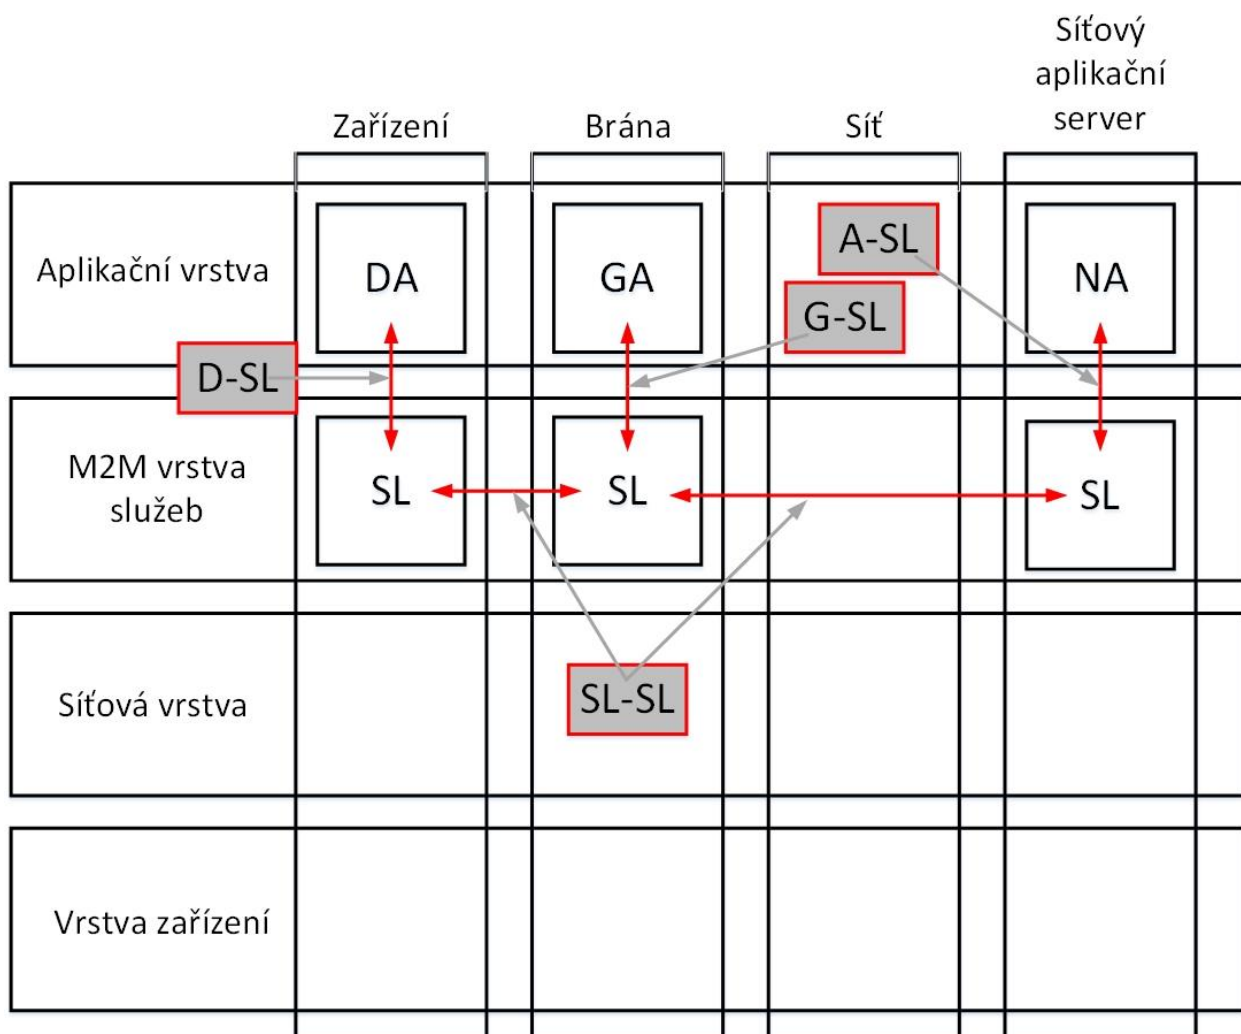 Síťový
aplikační
server
Zařízení
Brána
Síť
Aplikační vrstva
DA
GA
A-SL
G-SL
NA
D-SL
M2M vrstva
služeb
SL
SL
SL
Síťová vrstva
SL-SL
Vrstva zařízení